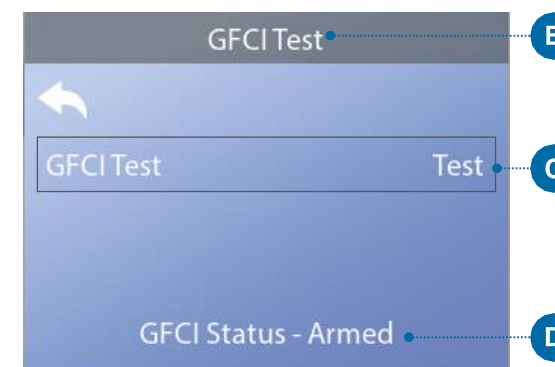 GFCI Test
B
GFCI Test Test
C
GFCI Status - Armed
D